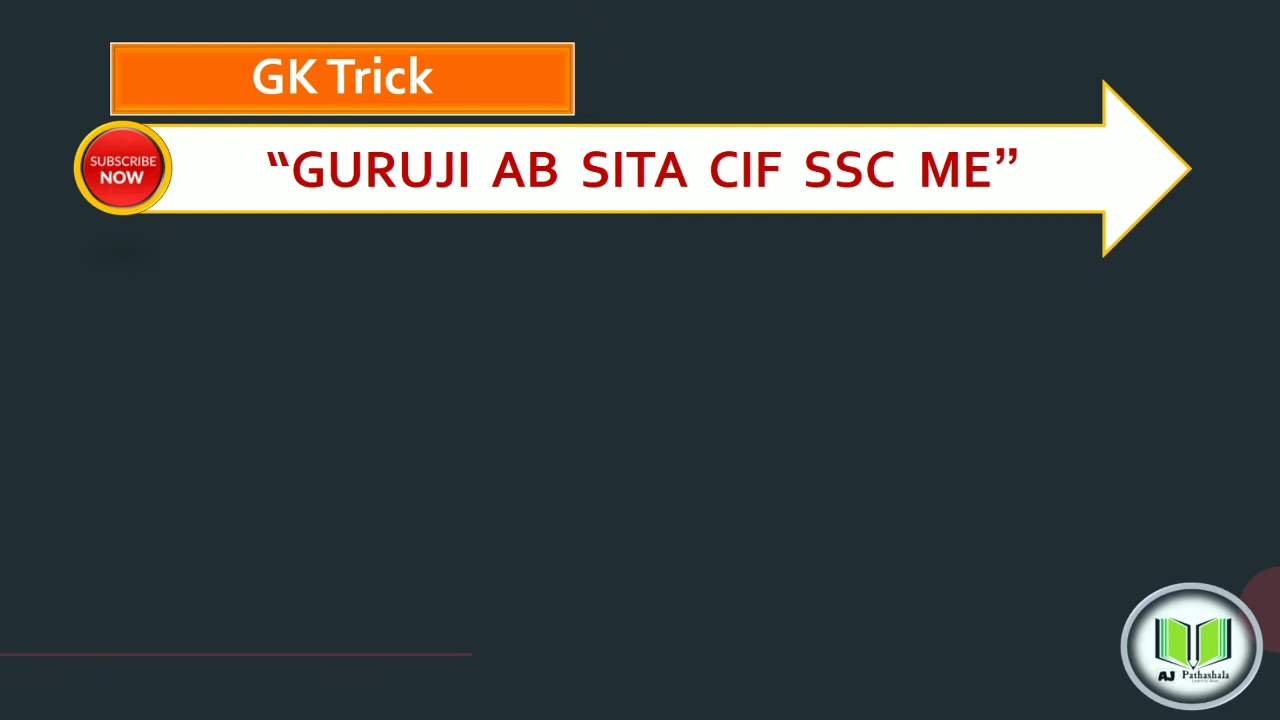 GK Trick
SUBSCRIBE
NOW
“GURUJI AB SITA CIF SSC ME”
AJ Pathashala